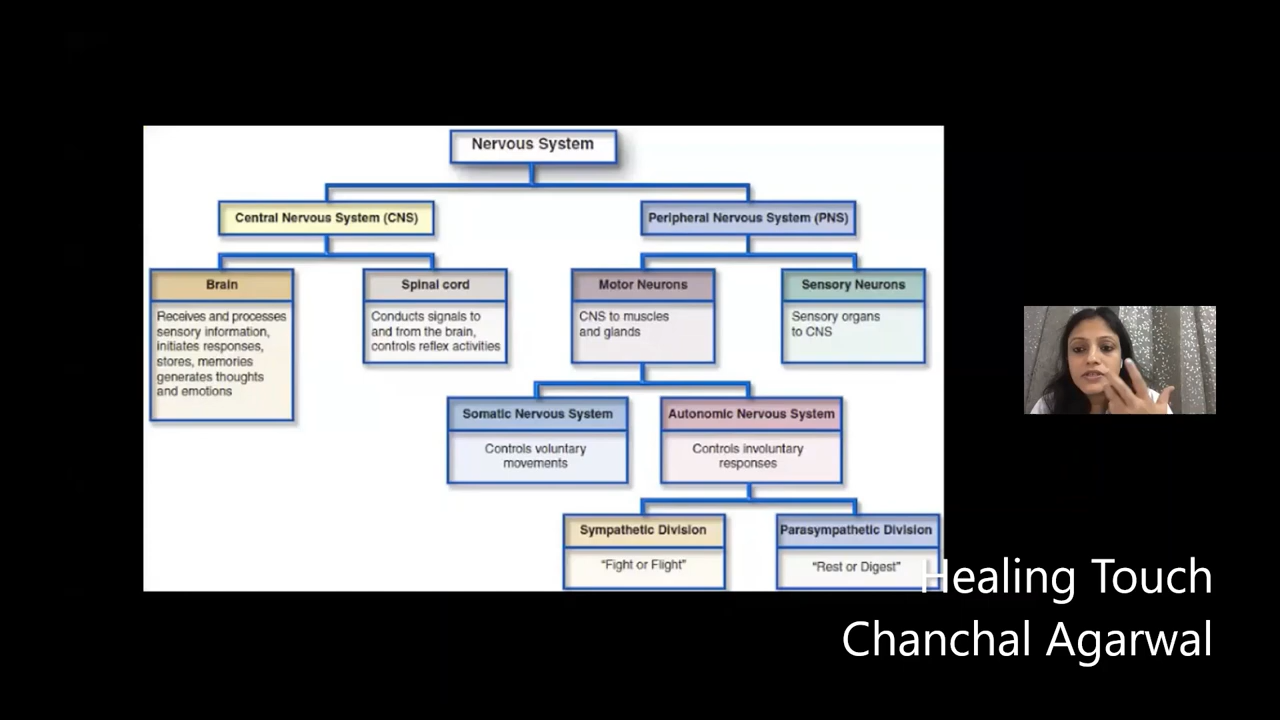 Nervous System
Central Nervous System (CNS)
Peripheral Nervous System (PNS)
Brain
Receives and processes
sensory information,
initiates responses,
stores, memories
generates thoughts
and emotions
Spinal cord
Conducts signals to
and from the brain,
controls reflex activities
Motor Neurons
CNS to muscles
and glands
Sensory Neurons
Sensory organs
to CNS
Somatic Nervous System
Controls voluntary
movements
Autonomic Nervous System
Controls involuntary
responses
Sympathetic Division
“Fight or Flight”
Parasympathetic Division
“Rest or Digest”
Healing Touch
Chanchal Agarwal